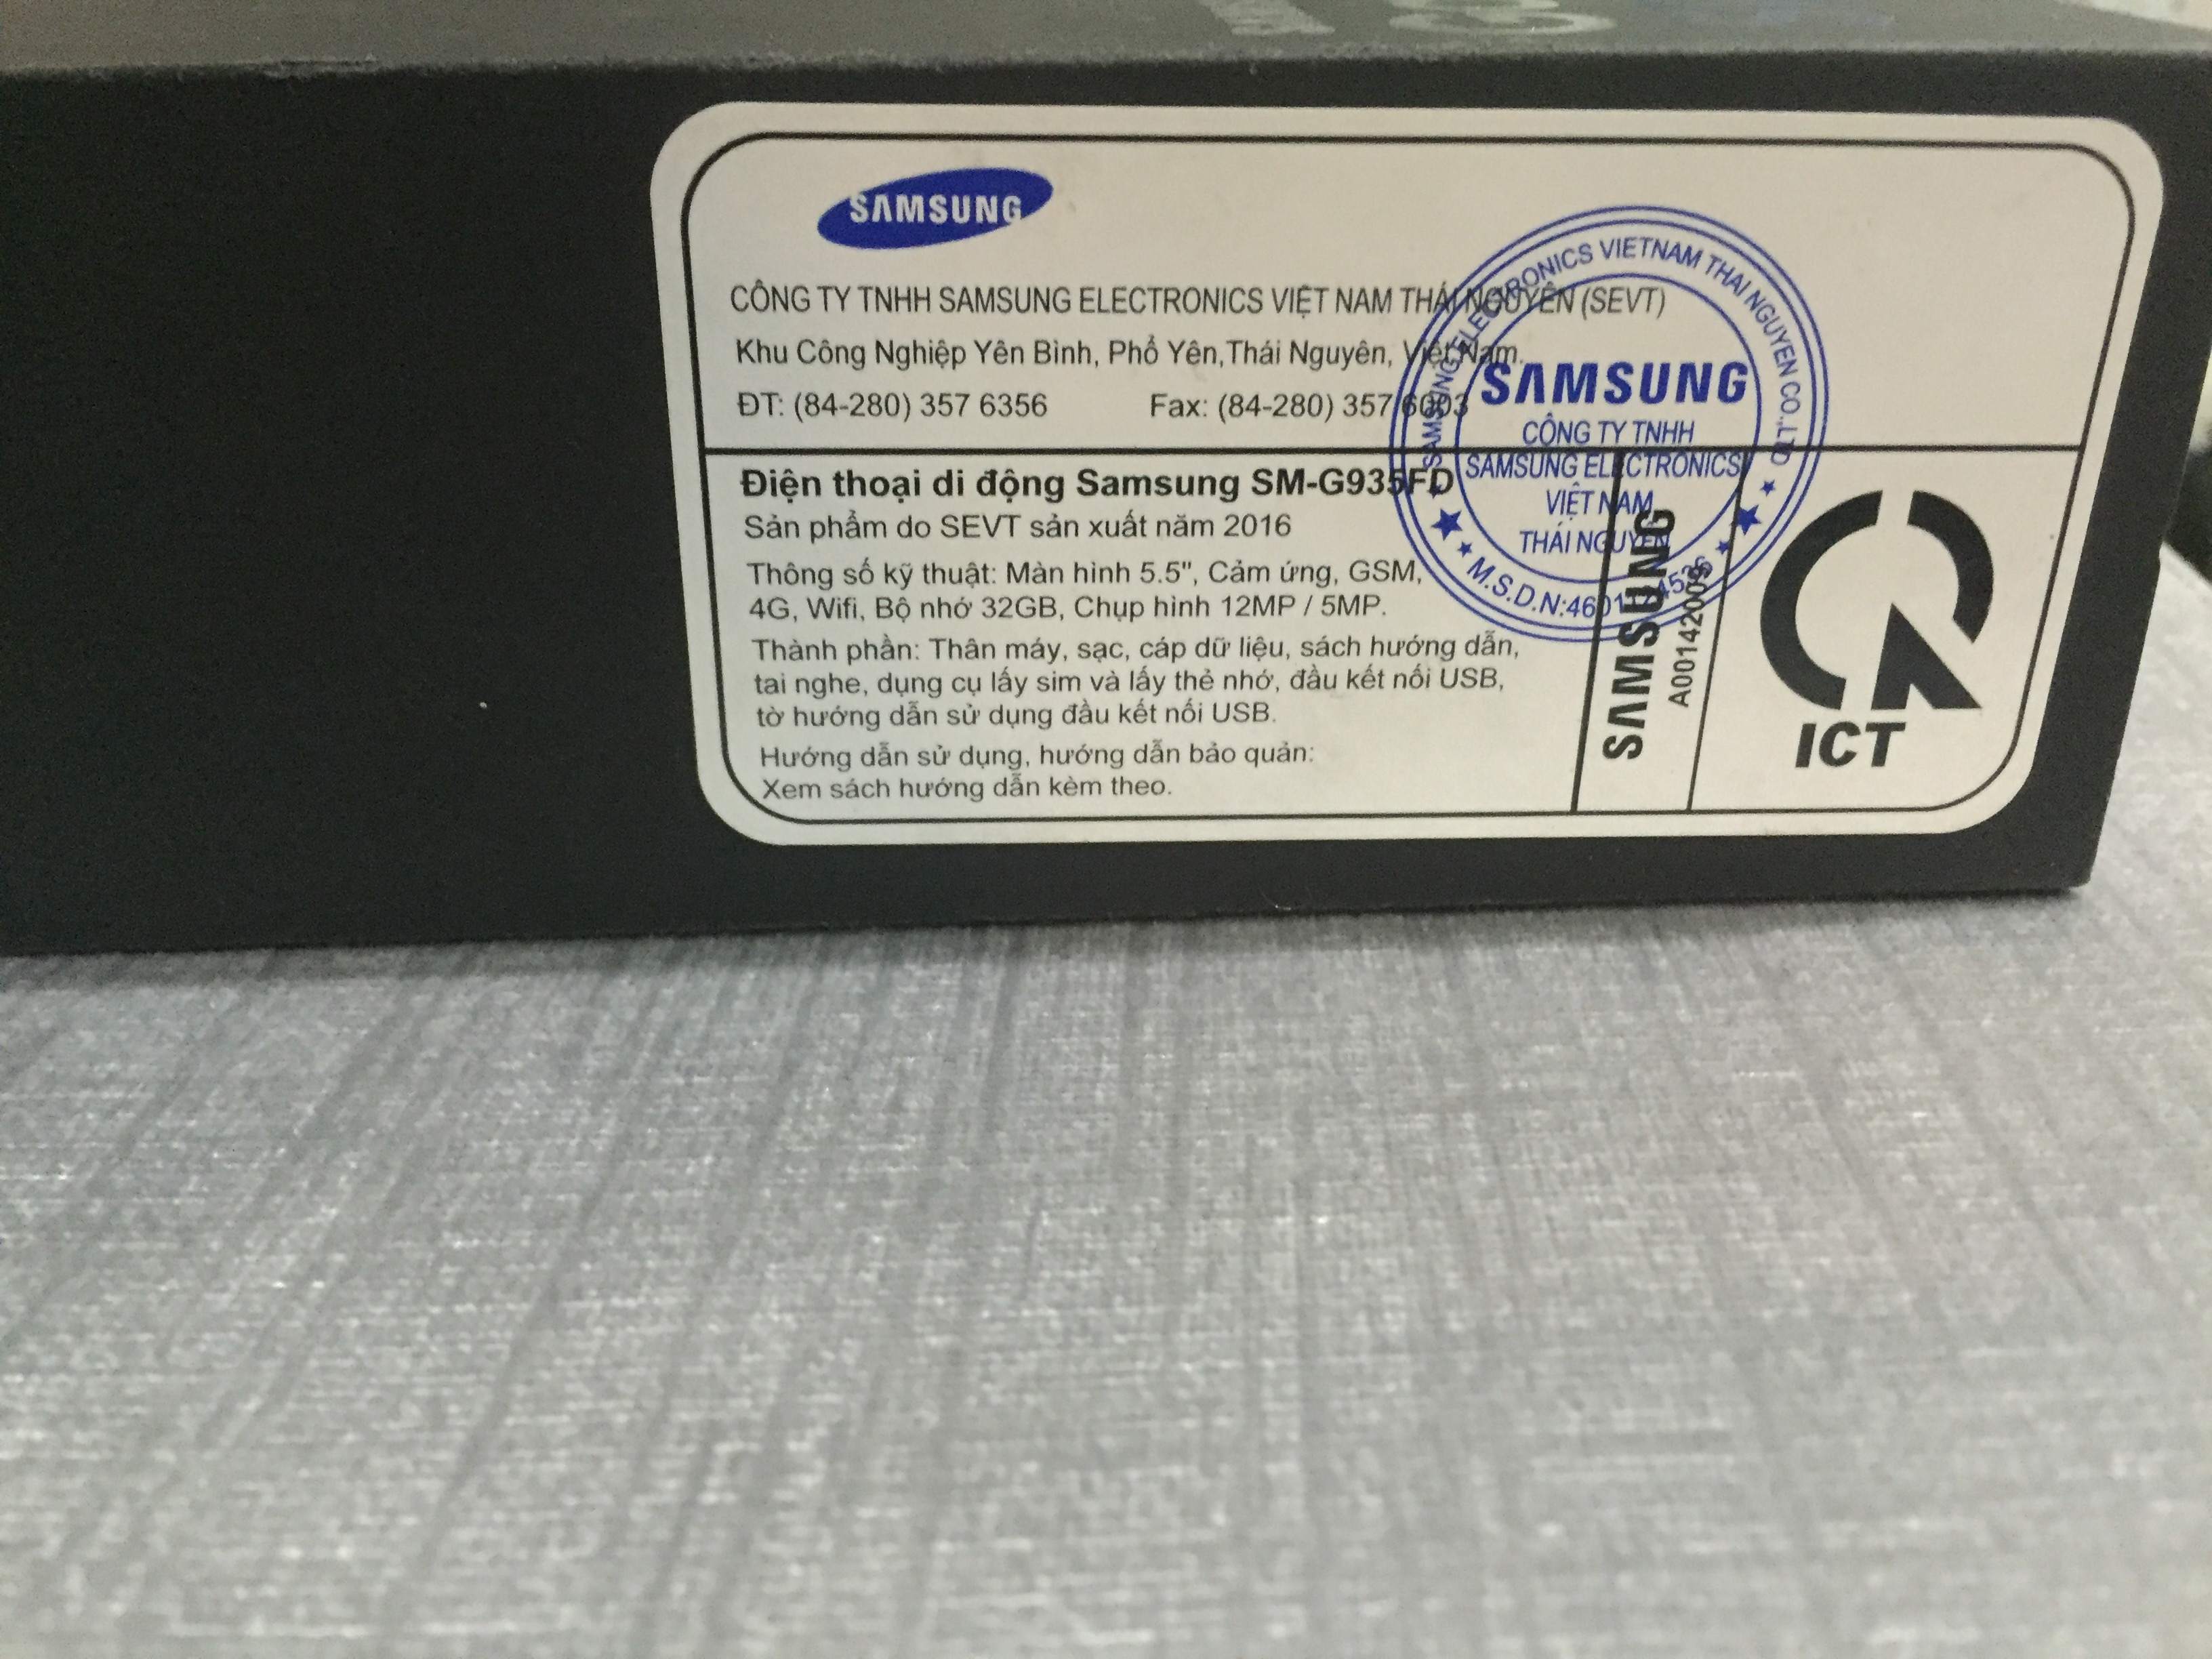 SAMSUNG
CÔNG TY TNHH SAMSUNG ELECTRONICS VIỆT NAM THÁI NGUYÊN (SEVT)
Khu Công Nghiệp Yên Bình, Phổ Yên,Thái Nguyên, Việt Nam.
ĐT: (84-280) 357 6356 Fax: (84-280) 357 6003
Điện thoại di động Samsung SM-G935FD
Sản phẩm do SEVT sản xuất năm 2016
Thông số kỹ thuật: Màn hình 5.5", Cảm ứng, GSM,
4G, Wifi, Bộ nhớ 32GB, Chụp hình 12MP / 5MP.
Thành phần: Thân máy, sạc, cáp dữ liệu, sách hướng dẫn,
tai nghe, dụng cụ lấy sim và lấy thẻ nhớ, đầu kết nối USB,
tờ hướng dẫn sử dụng đầu kết nối USB.
Hướng dẫn sử dụng, hướng dẫn bảo quản:
Xem sách hướng dẫn kèm theo.
SAMSUNG ELECTRONICS VIETNAM THAI NGUYEN CO.,LTD
SAMSUNG
CÔNG TY TNHH
SAMSUNG ELECTRONICS
VIỆT NAM
THÁI NGUYÊN
M.S.D.N:
SAMSUNG
ICT